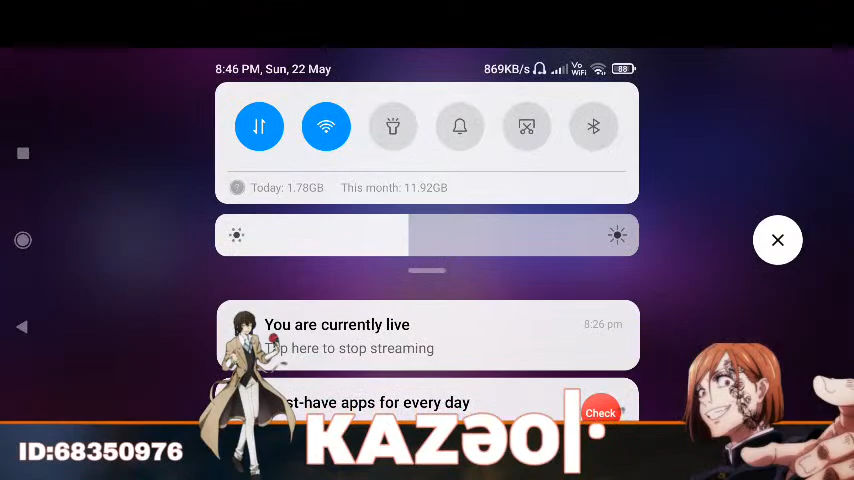 8:46 PM, Sun, 22 May 869KB/s Vo WiFi 88
Today: 1.78GB This month: 11.92GB
You are currently live 8:26 pm
Tap here to stop streaming
st-have apps for every day
Check
ID:68350976